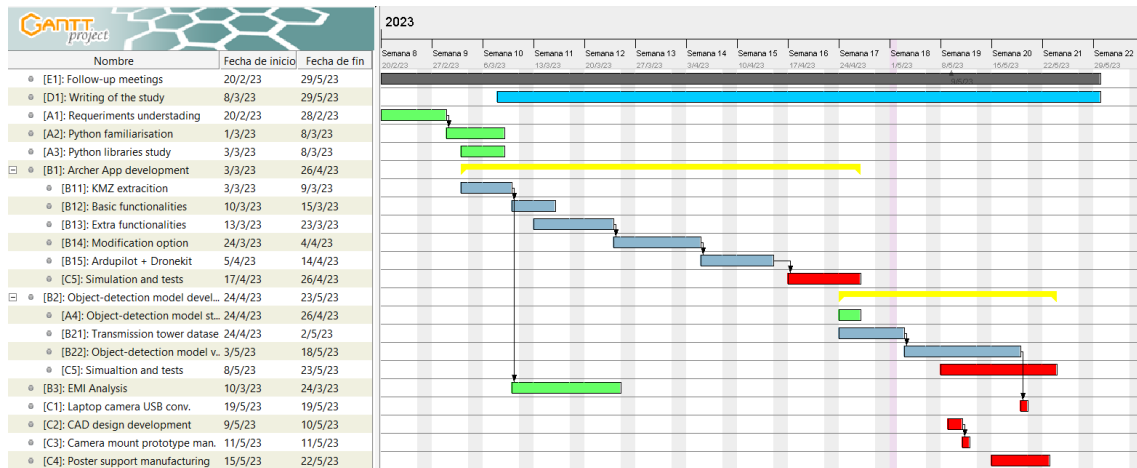 GANTT
project
2023
Nombre Fecha de inicio Fecha de fin
Semana 8 Semana 9 Semana 10 Semana 11 Semana 12 Semana 13 Semana 14 Semana 15 Semana 16 Semana 17 Semana 18 Semana 19 Semana 20 Semana 21 Semana 22
20/2/23 27/2/23 6/3/23 13/3/23 20/3/23 27/3/23 3/4/23 10/4/23 17/4/23 24/4/23 1/5/23 8/5/23 15/5/23 22/5/23 29/5/23
[E1]: Follow-up meetings 20/2/23 29/5/23
9/5/23
[D1]: Writing of the study 8/3/23 29/5/23
[A1]: Requeriments understading 20/2/23 28/2/23
[A2]: Python familiarisation 1/3/23 8/3/23
[A3]: Python libraries study 3/3/23 8/3/23
[B1]: Archer App development 3/3/23 26/4/23
[B11]: KMZ extracition 3/3/23 9/3/23
[B12]: Basic functionalities 10/3/23 15/3/23
[B13]: Extra functionalities 13/3/23 23/3/23
[B14]: Modification option 24/3/23 4/4/23
[B15]: Ardupilot + Dronekit 5/4/23 14/4/23
[C5]: Simulation and tests 17/4/23 26/4/23
[B2]: Object-detection model devel... 24/4/23 23/5/23
[A4]: Object-detection model st... 24/4/23 26/4/23
[B21]: Transmission tower datase 24/4/23 2/5/23
[B22]: Object-detection model v... 3/5/23 18/5/23
[C5]: Simualtion and tests 8/5/23 23/5/23
[B3]: EMI Analysis 10/3/23 24/3/23
[C1]: Laptop camera USB conv. 19/5/23 19/5/23
[C2]: CAD design development 9/5/23 10/5/23
[C3]: Camera mount prototype man. 11/5/23 11/5/23
[C4]: Poster support manufacturing 15/5/23 22/5/23